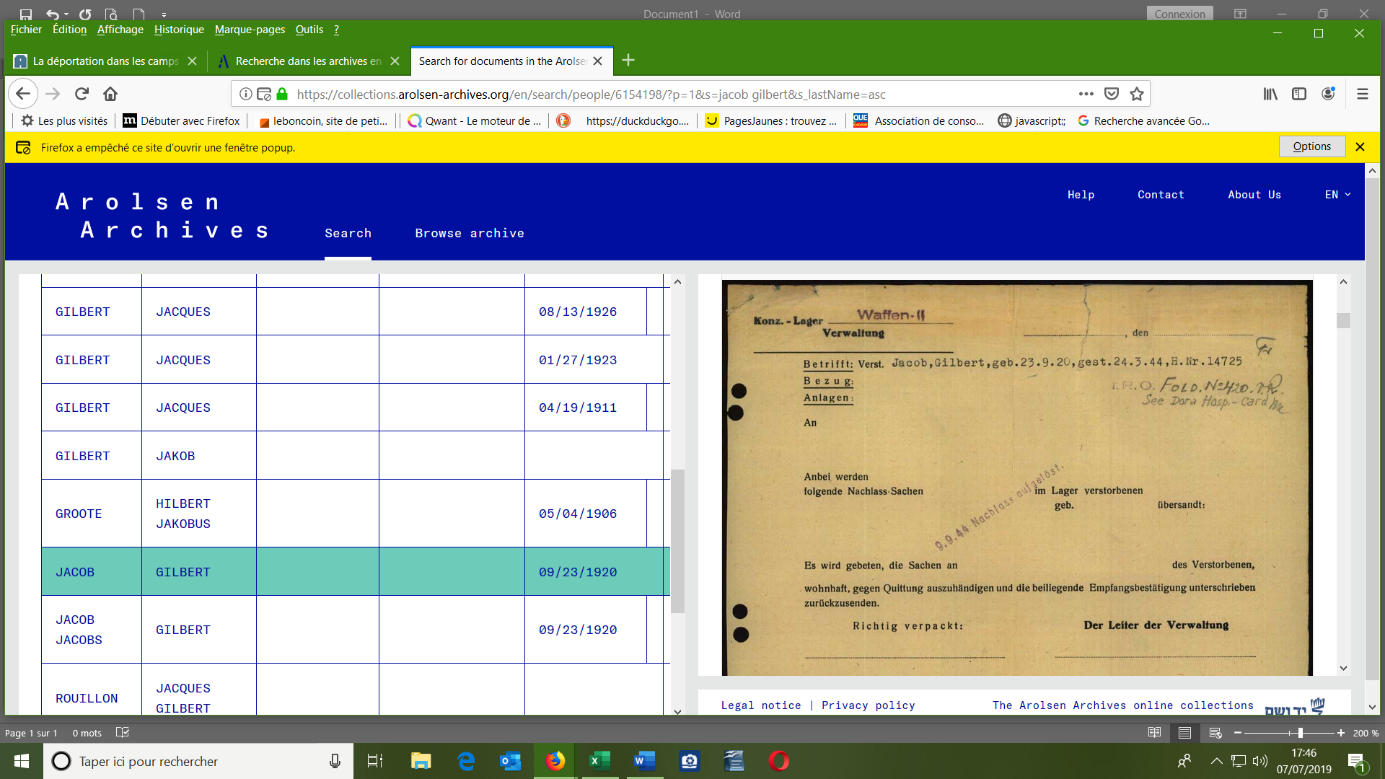 Document1 - Word
Connexion
Fichier Édition Affichage Historique Marque-pages Outils ?
La déportation dans les camps
Recherche dans les archives en
Search for documents in the Arolse
https://collections.arolsen-archives.org/en/search/people/6154198/?p=1&s=jacob gilbert&s_lastName=asc
Les plus visités
Débuter avec Firefox
leboncoin, site de peti...
Qwant - Le moteur de ...
https://duckduckgo....
PagesJaunes : trouvez ...
Association de conso...
javascript:;
Recherche avancée Go...
Firefox a empêché ce site d'ouvrir une fenêtre popup.
Options
Arolsen
Archives
Search
Browse archive
Help
Contact
About Us
EN
GILBERT JACQUES 08/13/1926
GILBERT JACQUES 01/27/1923
GILBERT JACQUES 04/19/1911
GILBERT JAKOB
GROOTE HILBERT JAKOBUS 05/04/1906
JACOB GILBERT 09/23/1920
JACOB JACOBS GILBERT 09/23/1920
ROUILLON JACQUES GILBERT
Konz.-Lager Waffen-SS
Verwaltung
, den
Betrifft: Verst. Jacob,Gilbert,geb.23.9.20,gest.24.3.44,H.Nr.14725
Bezug:
Anlagen:
I.R.O. FOLD. No 420.
See Dora Hosp.-Card
An
Anbei werden
folgende Nachlass-Sachen im Lager verstorbenen
geb. übersandt:
9.9.44 Nachlass aufgelöst.
Es wird gebeten, die Sachen an des Verstorbenen,
wohnhaft, gegen Quittung auszuhändigen und die beiliegende Empfangsbestätigung unterschrieben
zurückzusenden.
Richtig verpackt: Der Leiter der Verwaltung
Legal notice | Privacy policy
The Arolsen Archives online collections
Page 1 sur 1 0 mots
200 %
Taper ici pour rechercher
17:46
07/07/2019
1